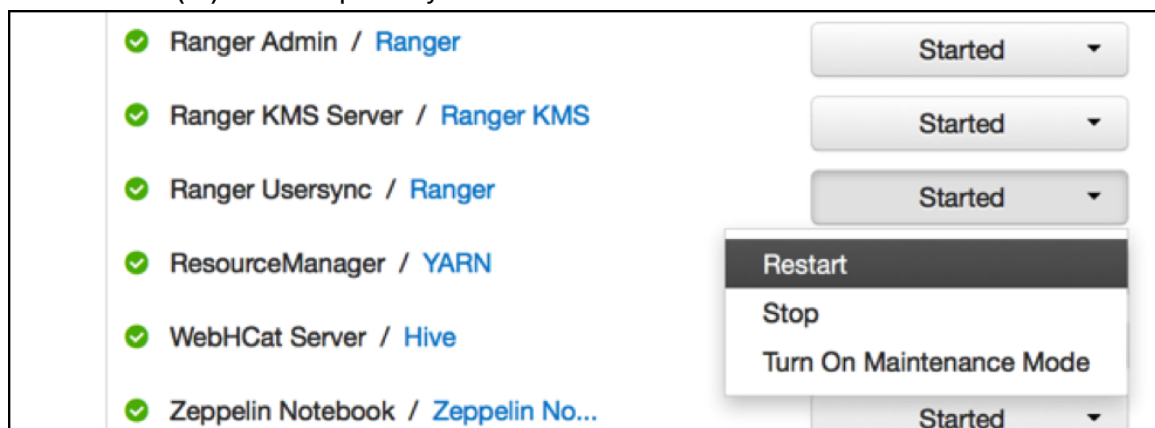 Ranger Admin / Ranger Started
Ranger KMS Server / Ranger KMS Started
Ranger Usersync / Ranger Started
ResourceManager / YARN
Restart
Stop
WebHCat Server / Hive
Turn On Maintenance Mode
Zeppelin Notebook / Zeppelin No... Started